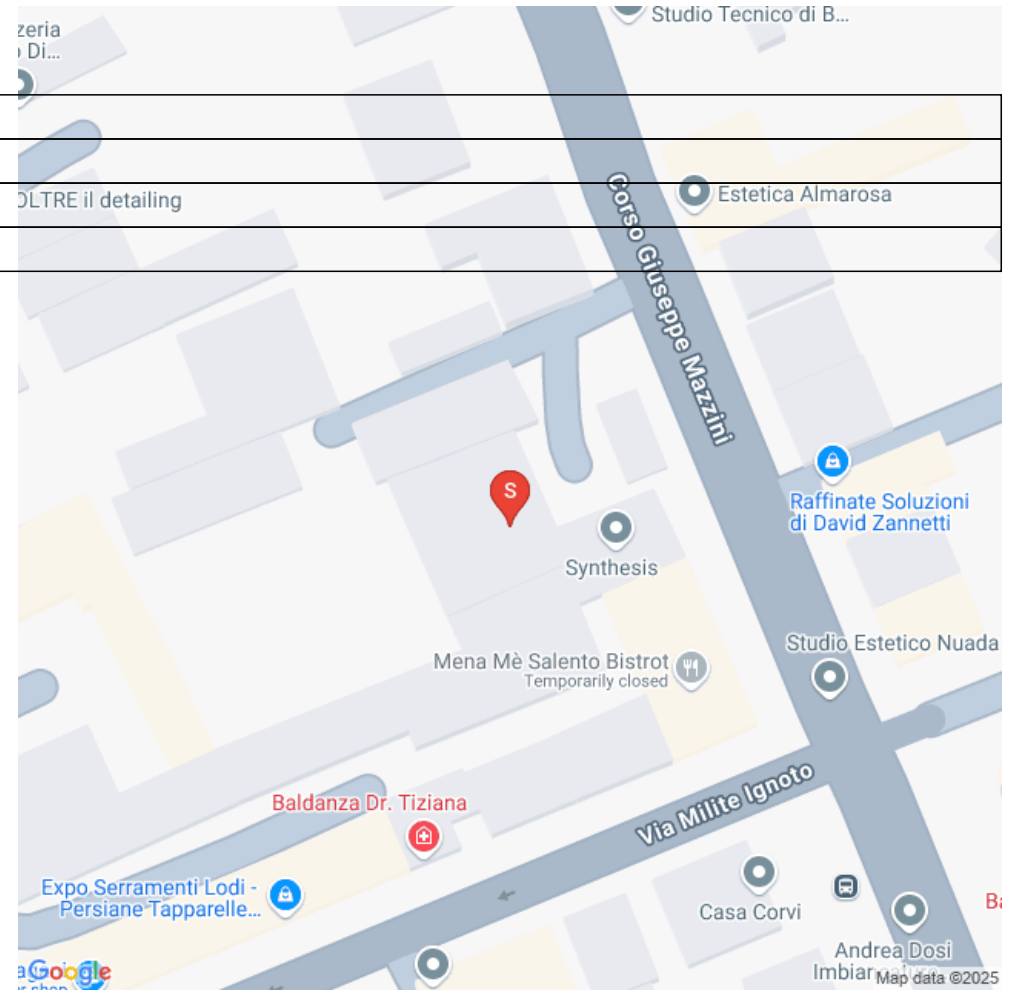 Studio Tecnico di B...
zeria
Di...
OLTRE il detailing
Estetica Almarosa
Corso Giuseppe Mazzini
S
Raffinate Soluzioni
di David Zannetti
Synthesis
Studio Estetico Nuada
Mena Mè Salento Bistrot
Temporarily closed
Via Milite Ignoto
Baldanza Dr. Tiziana
Expo Serramenti Lodi -
Persiane Tapparelle...
Casa Corvi
Andrea Dosi
Google
Map data ©2025